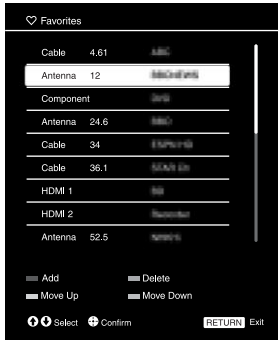 Favorites
Cable 4.61
Antenna 12
Component
Antenna 24.6
Cable 34
Cable 36.1
HDMI 1
HDMI 2
Antenna 52.5
Add Delete
Move Up Move Down
Select Confirm RETURN Exit